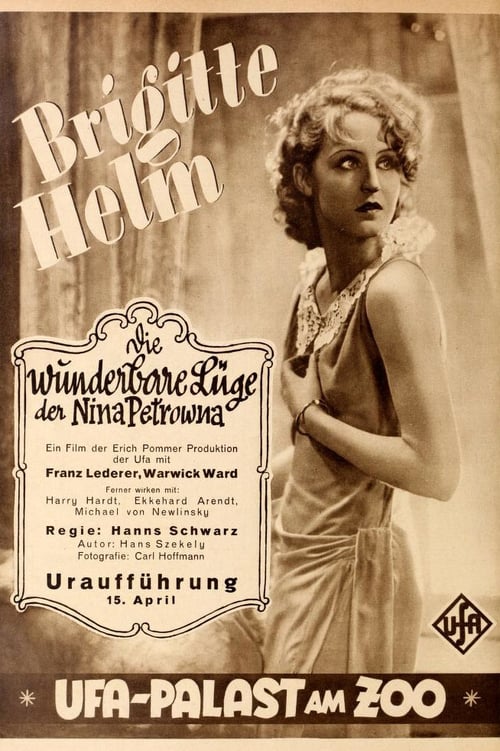 Brigitte
Helm
Die
wunderbare Lüge
der Nina Petrowna
Ein Film der Erich Pommer Produktion
der Ufa mit
Franz Lederer, Warwick Ward
Ferner wirken mit:
Harry Hardt, Ekkehard Arendt,
Michael von Newlinsky
Regie: Hanns Schwarz
Autor: Hans Szekely
Fotografie: Carl Hoffmann
Uraufführung
15. April
Ufa
* UFA-PALAST AM ZOO *